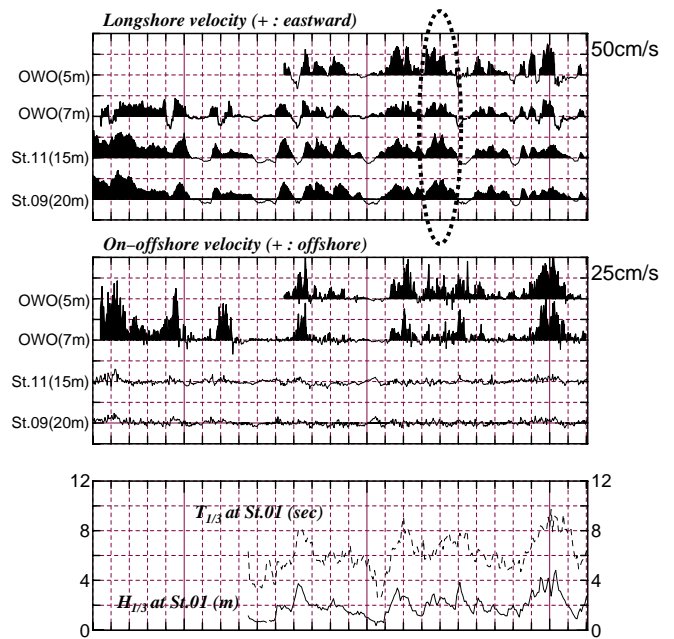 Longshore velocity (+ : eastward)
50cm/s
OWO(5m)
OWO(7m)
St.11(15m)
St.09(20m)
On−offshore velocity (+ : offshore)
25cm/s
OWO(5m)
OWO(7m)
St.11(15m)
St.09(20m)
12 12
T1/3 at St.01 (sec)
8 8
4 4
H1/3 at St.01 (m)
0 0